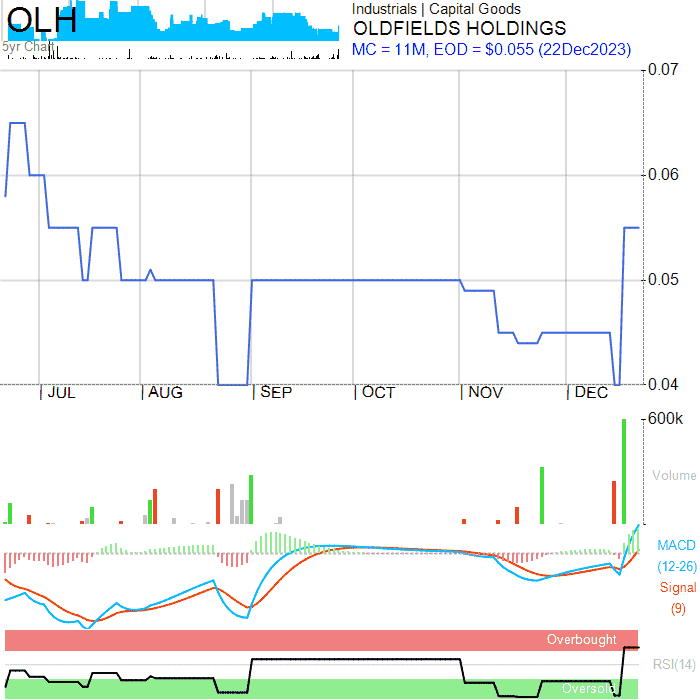 OLH
5yr Chart
Industrials | Capital Goods
OLDFIELDS HOLDINGS
MC = 11M, EOD = $0.055 (22Dec2023)
0.07
0.06
0.05
0.04
JUL
AUG
SEP
OCT
NOV
DEC
600k
Volume
MACD
(12-26)
Signal
(9)
Overbought
RSI(14)
Oversold